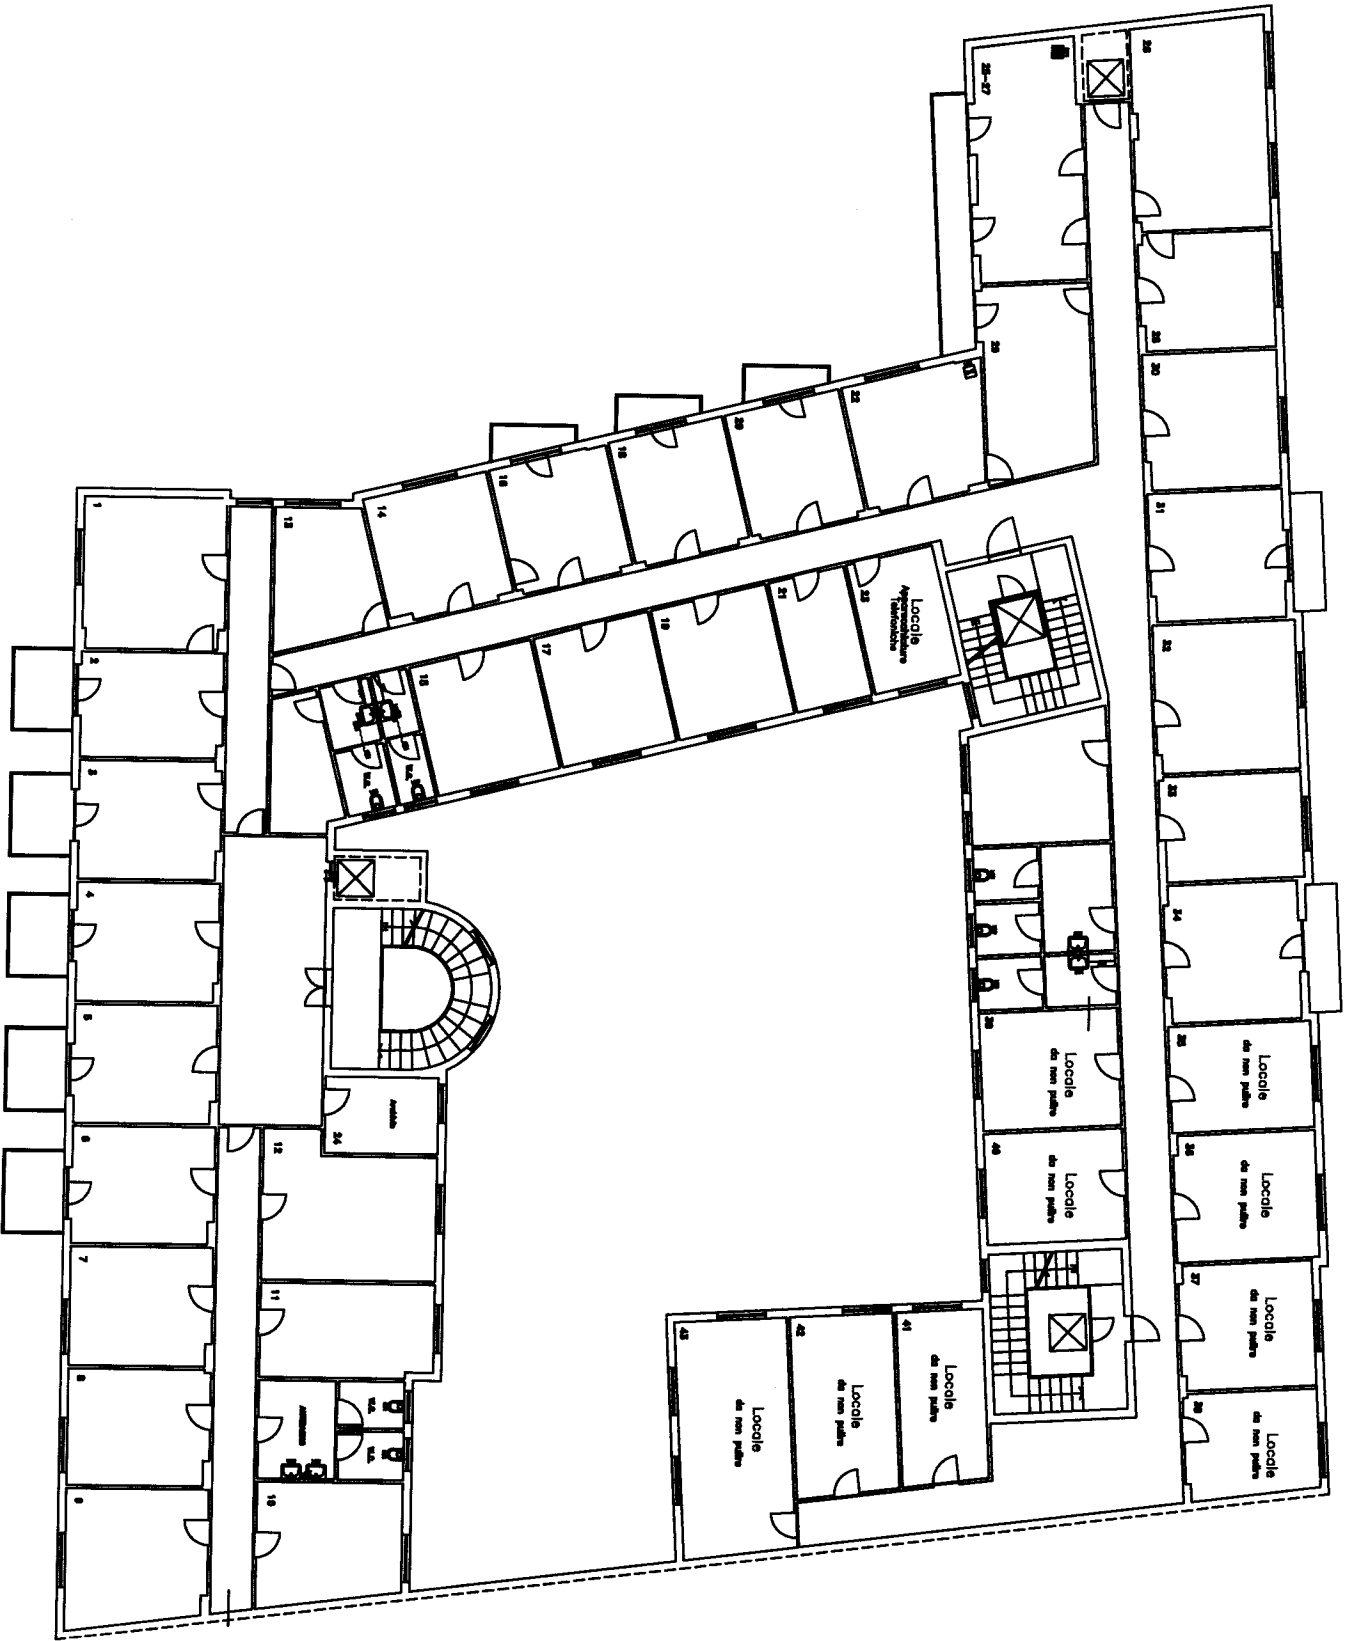 1
2
3
4
5
6
7
8
9
10
11
12
13
14
15
16
17
18
19
20
21
22
23
Locale
Apparecchiature
Telefoniche
24
Archivio
25-27
26
28
29
30
31
32
33
34
35
Locale
da non pulire
36
Locale
da non pulire
37
Locale
da non pulire
38
Locale
da non pulire
39
Locale
da non pulire
40
Locale
da non pulire
41
Locale
da non pulire
42
Locale
da non pulire
43
Locale
da non pulire
W.C.
W.C.
W.C.
W.C.